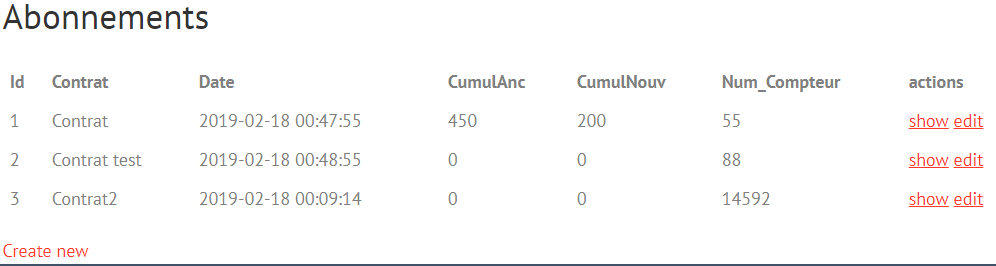 Abonnements
Id Contrat Date CumulAnc CumulNouv Num_Compteur actions
1 Contrat 2019-02-18 00:47:55 450 200 55 show edit
2 Contrat test 2019-02-18 00:48:55 0 0 88 show edit
3 Contrat2 2019-02-18 00:09:14 0 0 14592 show edit
Create new